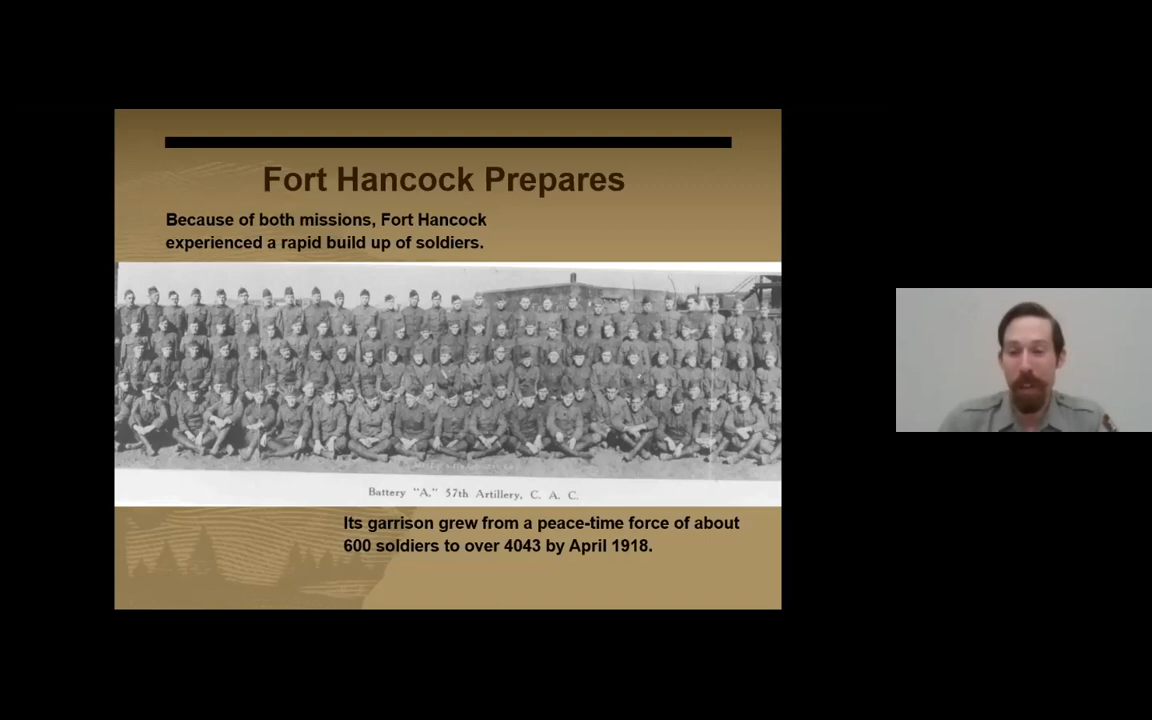 Fort Hancock Prepares
Because of both missions, Fort Hancock
experienced a rapid build up of soldiers.
Battery "A," 57th Artillery, C. A. C.
Its garrison grew from a peace-time force of about
600 soldiers to over 4043 by April 1918.